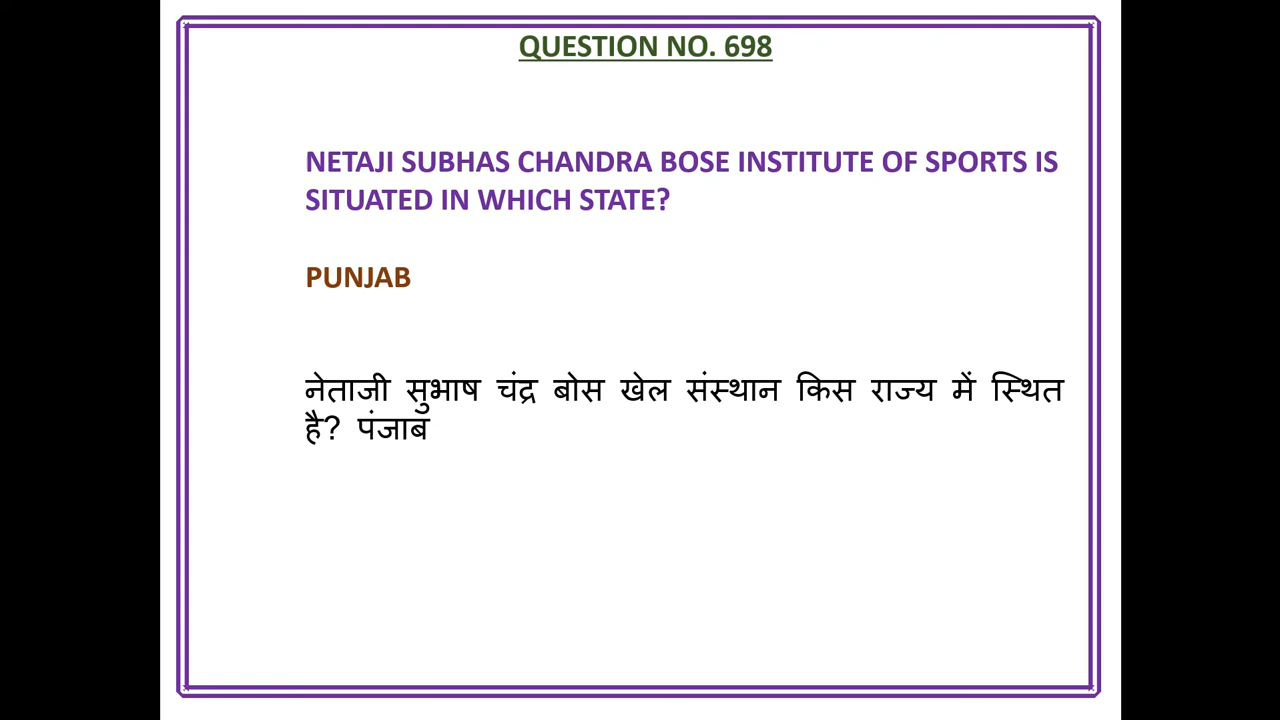 QUESTION NO. 698
NETAJI SUBHAS CHANDRA BOSE INSTITUTE OF SPORTS IS
SITUATED IN WHICH STATE?
PUNJAB
नेताजी सुभाष चंद्र बोस खेल संस्थान किस राज्य में स्थित
है? पंजाब